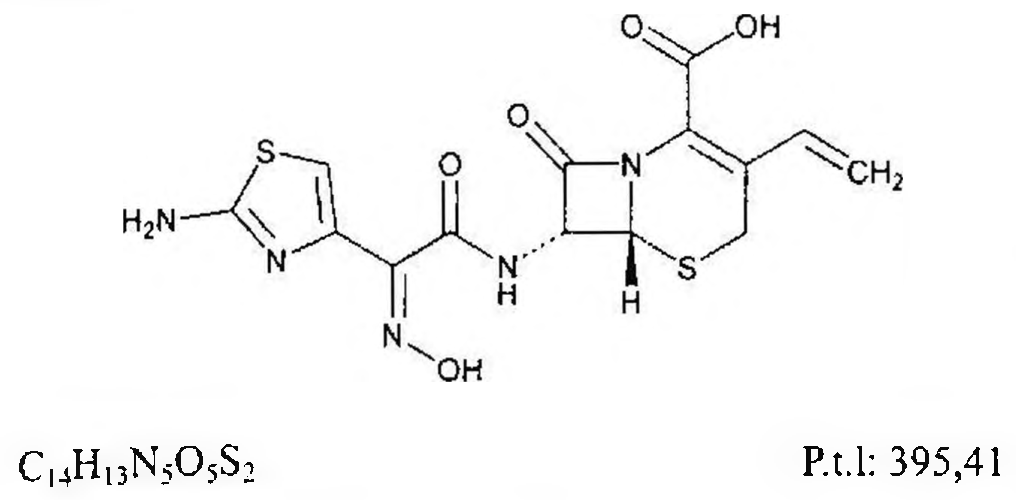 O OH
O
S O N CH₂
H₂N N N S
H H
N
OH
C₁₄H₁₃N₅O₅S₂ P.t.l: 395,41